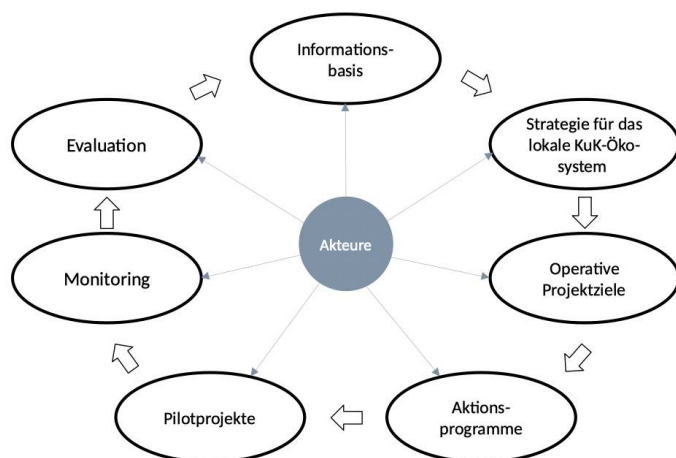 Informations-
basis
Strategie für das
lokale KuK-Öko-
system
Operative
Projektziele
Aktions-
programme
Pilotprojekte
Monitoring
Evaluation
Akteure